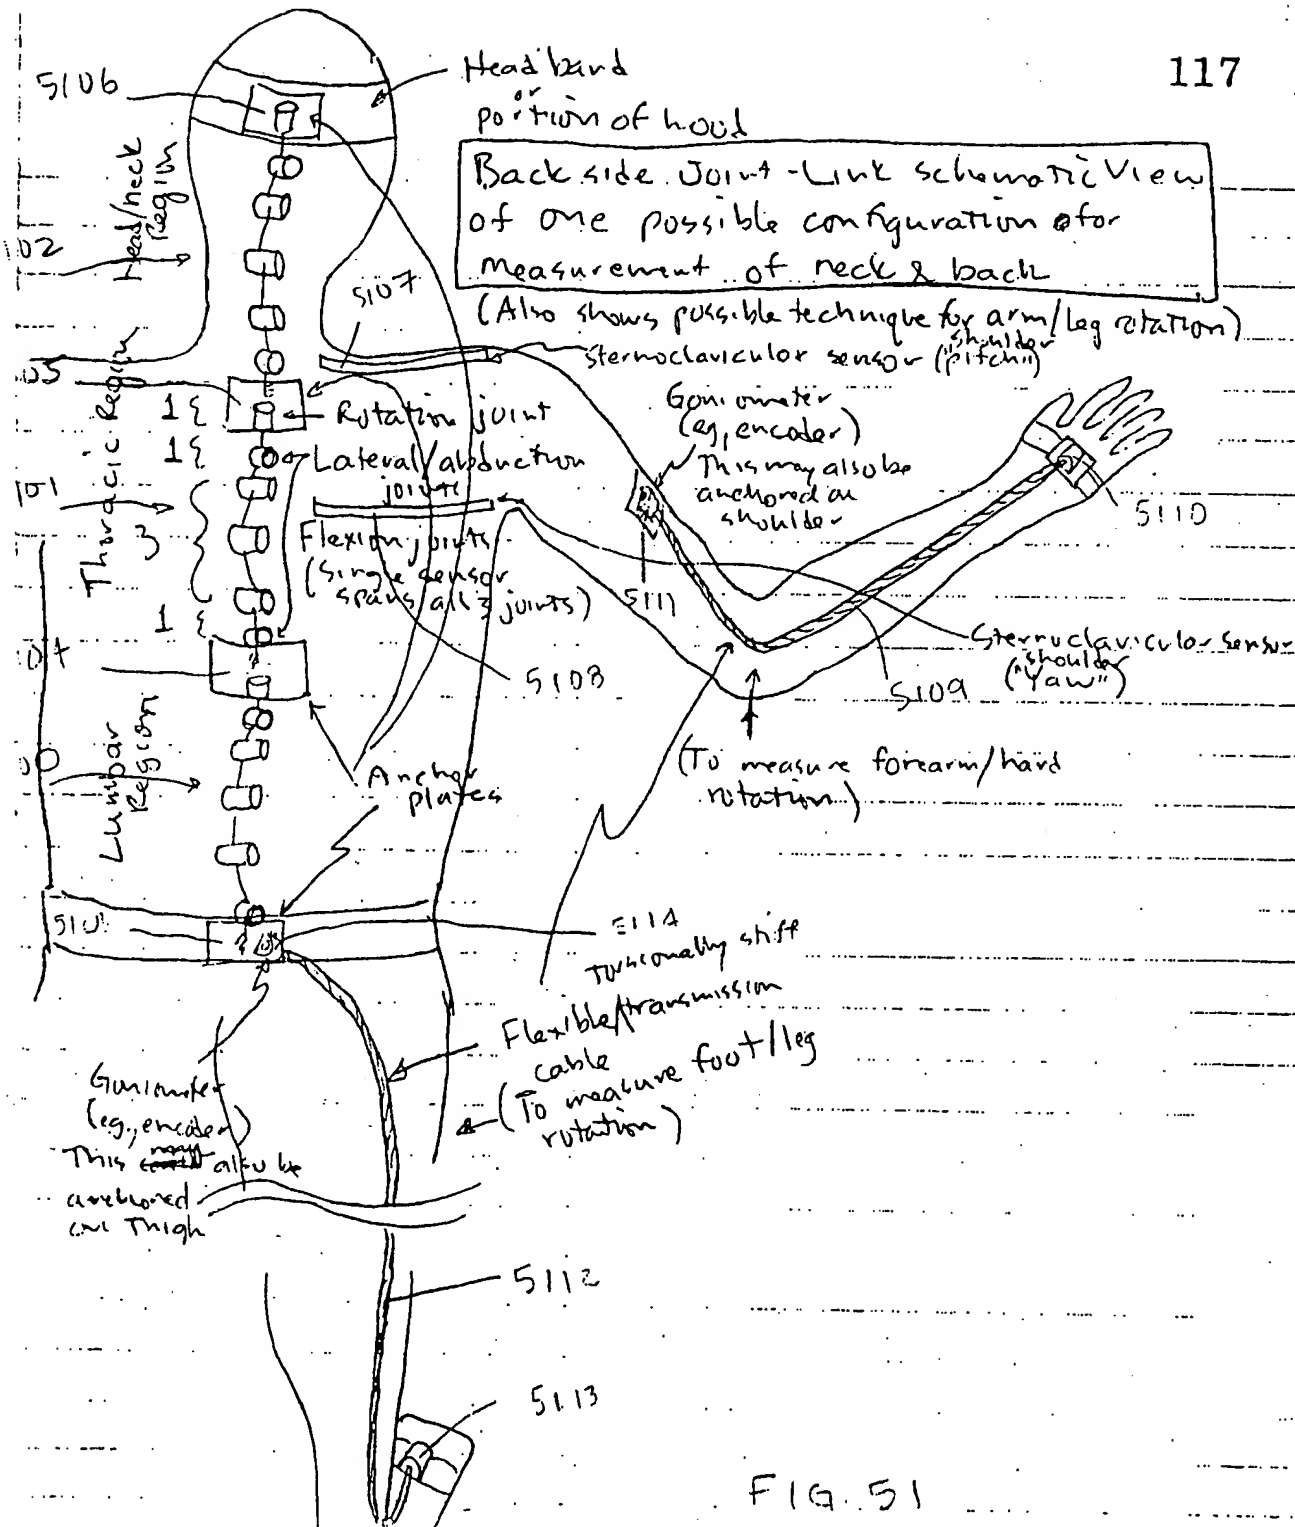 117
5106
Head band
or
portion of hood
Head/neck
Region
Back side Joint-Link schematic View
of one possible configuration for
measurement of neck & back
(Also shows possible technique for arm/leg rotation)
02
5107
sternoclavicular sensor (shoulder "pitch")
Thoracic Region
05
1{
Rotation joint
1{
Lateral/abduction
joints
101
3
Flexion joints
(single sensor
spans all 3 joints)
1{
Goniometer
(eg, encoder)
This may also be
anchored on
shoulder
5110
5111
Sternoclavicular sensor
shoulder
("Yaw")
5108
5109
Lumbar
Region
Anchor
plates
(To measure forearm/hand
rotation)
510
5114
Torsionally stiff
Flexible/transmission
cable
(To measure foot/leg
rotation)
Goniometer
(eg., encoder)
This may also be
anchored
on Thigh
5112
5113
FIG. 51